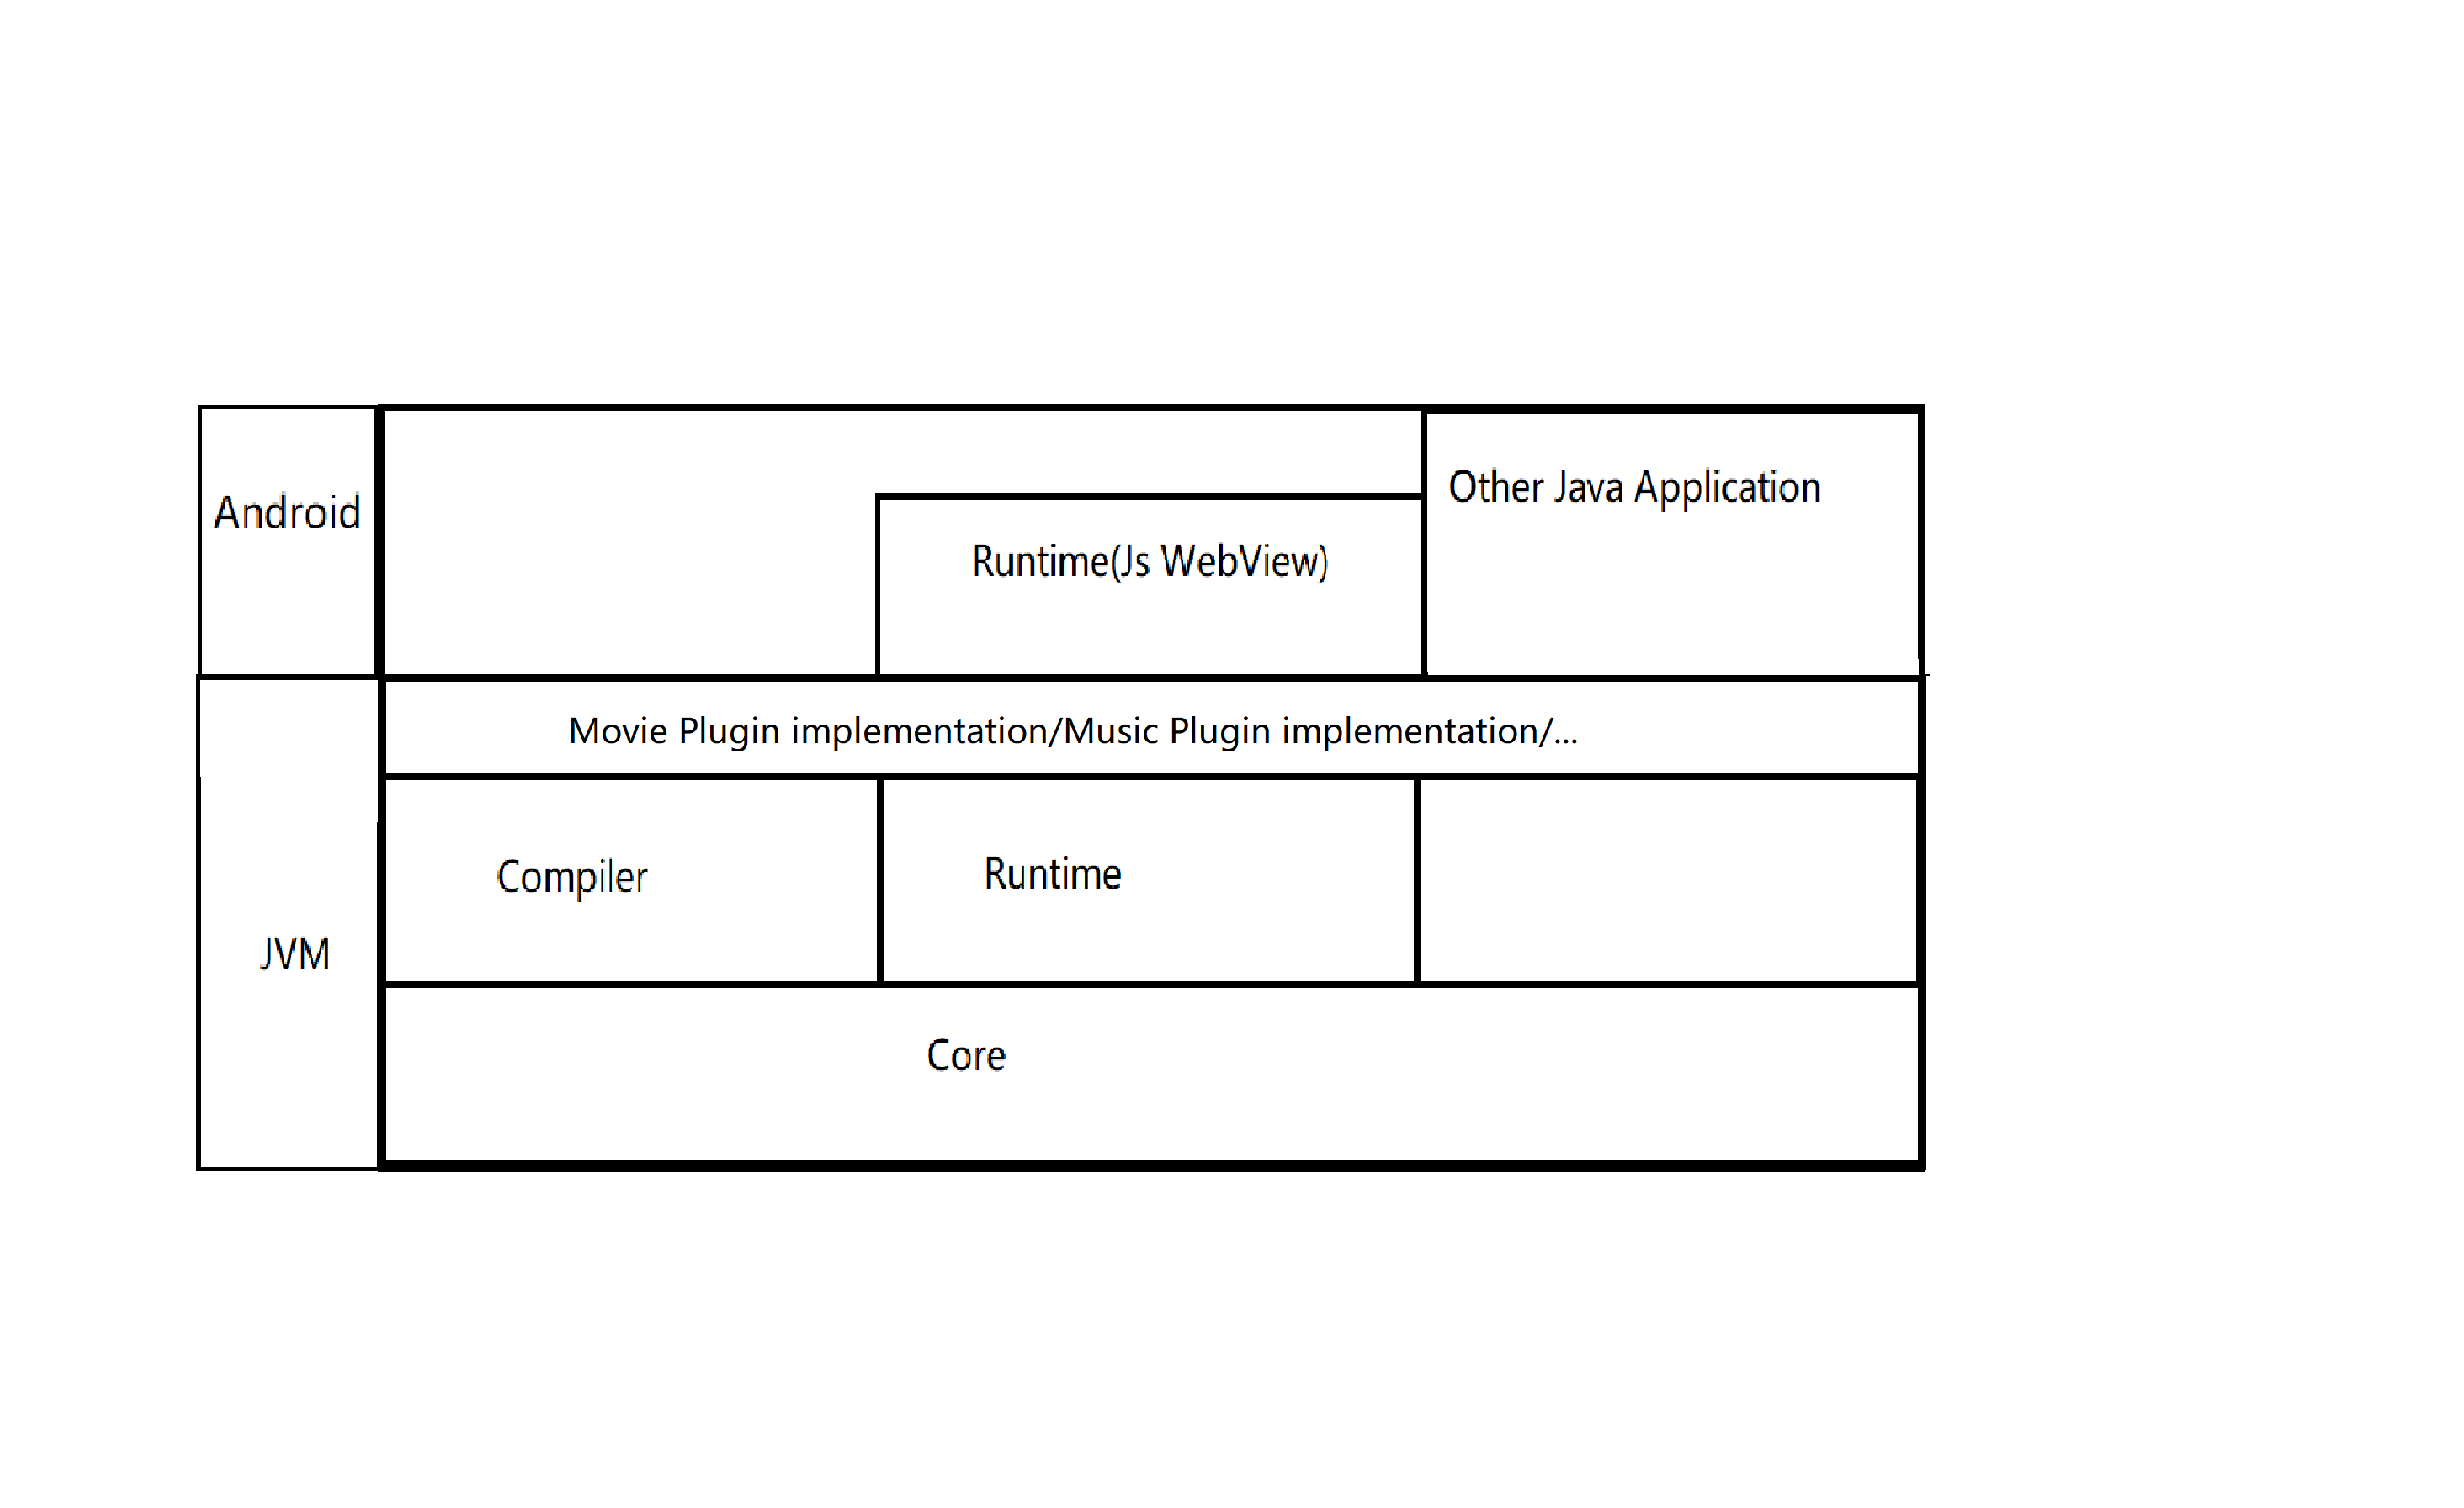 Android
Other Java Application
Runtime(Js WebView)
Movie Plugin implementation/Music Plugin implementation/...
Compiler
Runtime
JVM
Core